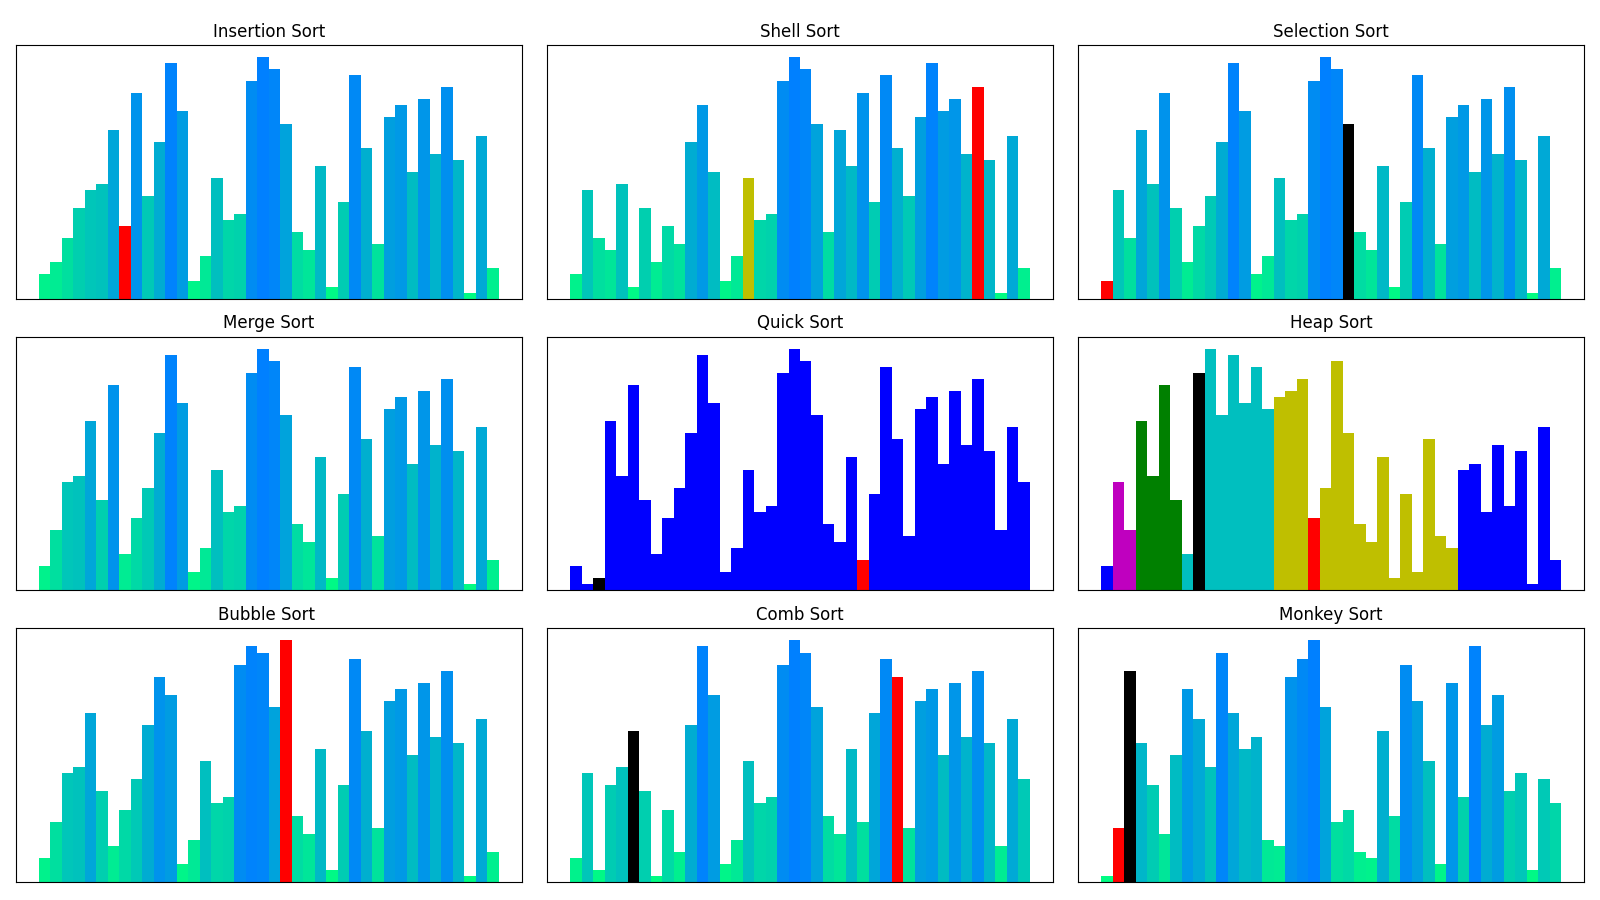 Insertion Sort
Shell Sort
Selection Sort
Merge Sort
Quick Sort
Heap Sort
Bubble Sort
Comb Sort
Monkey Sort